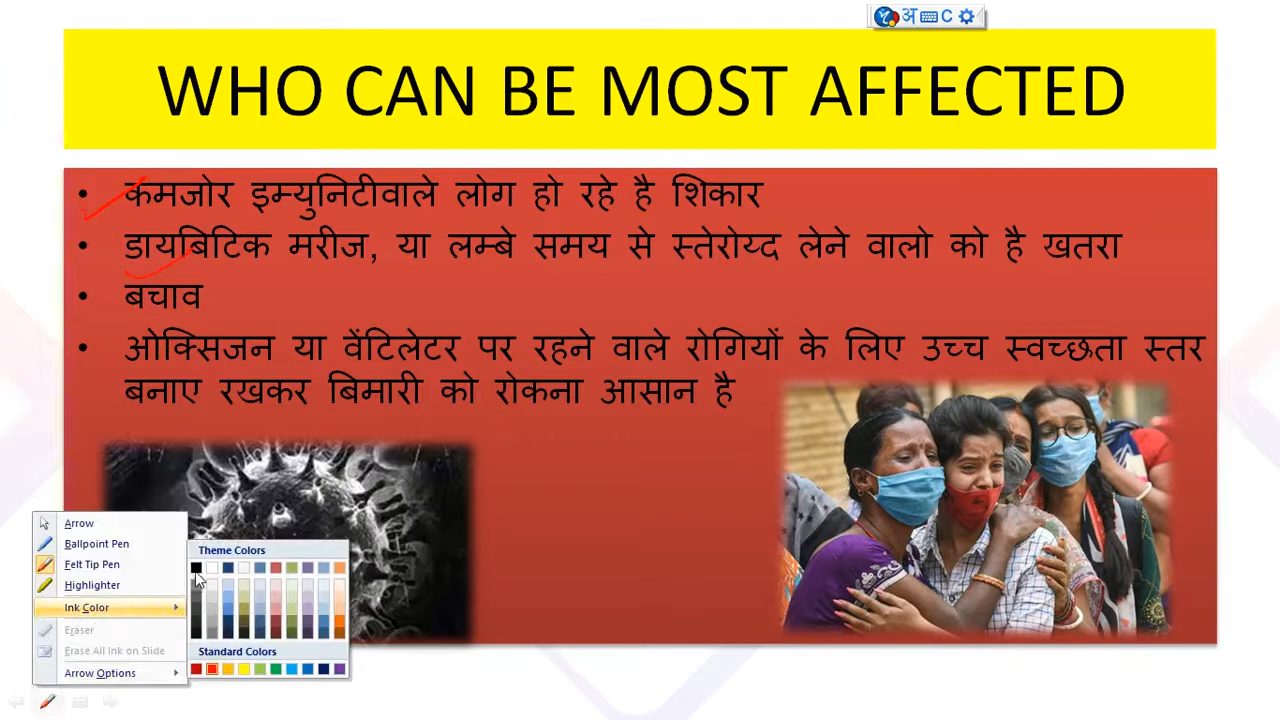 अ C
WHO CAN BE MOST AFFECTED
• कमजोर इम्युनिटीवाले लोग हो रहे है शिकार
• डायबिटिक मरीज, या लम्बे समय से स्तेरोय्द लेने वालो को है खतरा
• बचाव
• ओक्सिजन या वेंटिलेटर पर रहने वाले रोगियों के लिए उच्च स्वच्छता स्तर
बनाए रखकर बिमारी को रोकना आसान है
Arrow
Ballpoint Pen
Felt Tip Pen
Highlighter
Ink Color
Eraser
Erase All Ink on Slide
Arrow Options
Theme Colors
Standard Colors